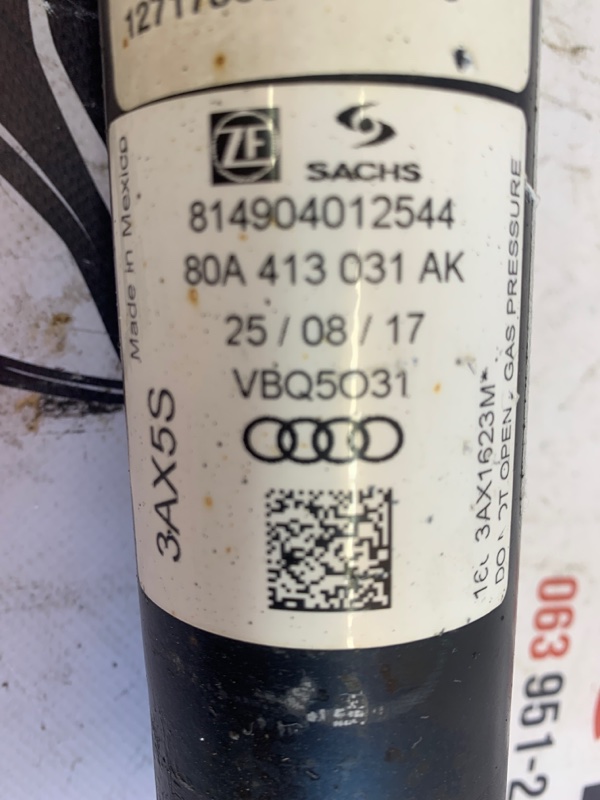 ZF
SACHS
814904012544
80A 413 031 AK
25 / 08 / 17
VBQ5O31
Made in Mexico
3AX5S
3AX1623M*
OPEN, GAS PRESSURE
063 951-2